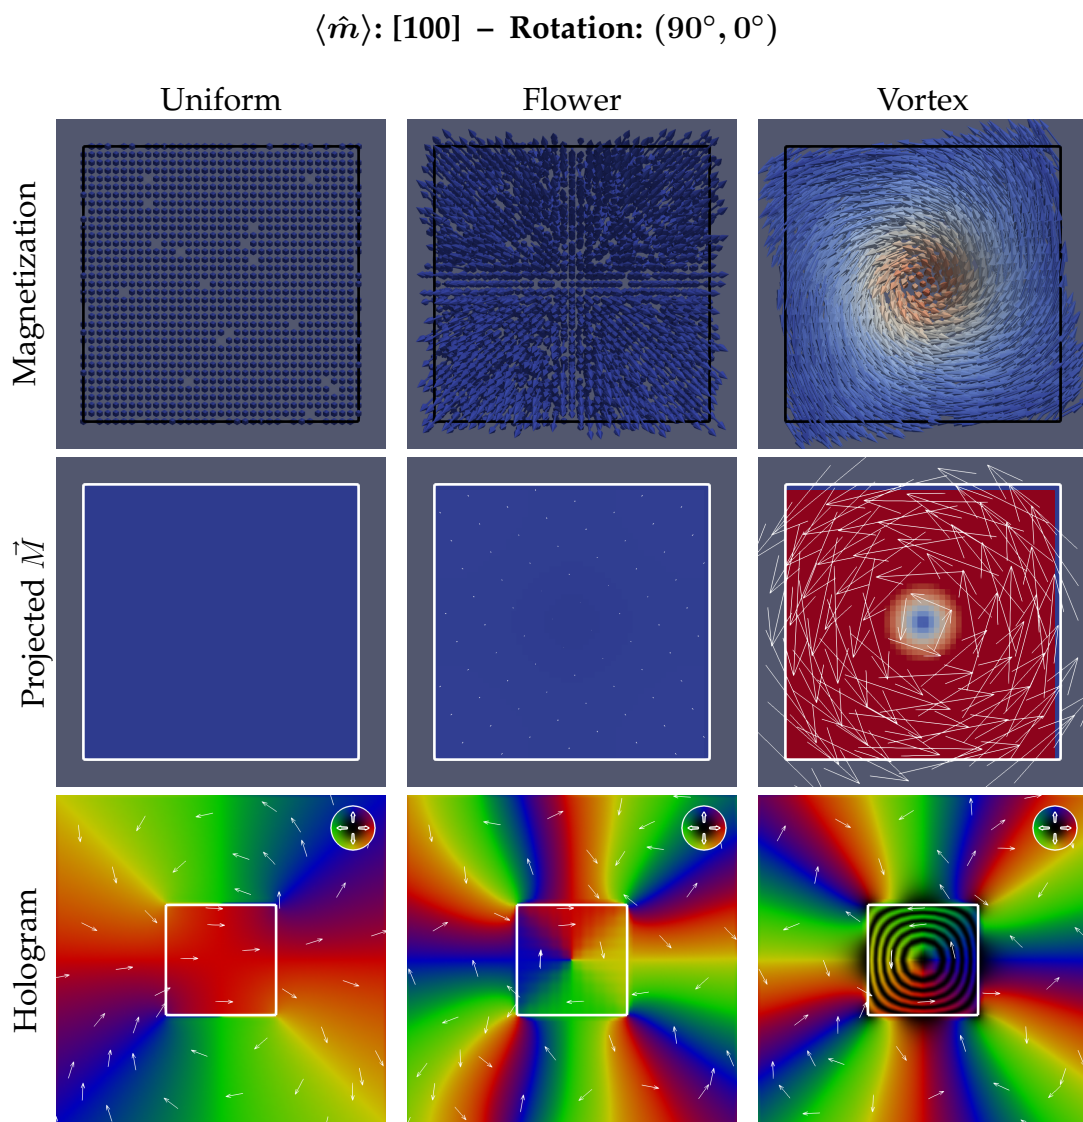 ⟨m̂⟩: [100] – Rotation: (90°, 0°)
Uniform Flower Vortex
Magnetization
Projected M⃗
Hologram